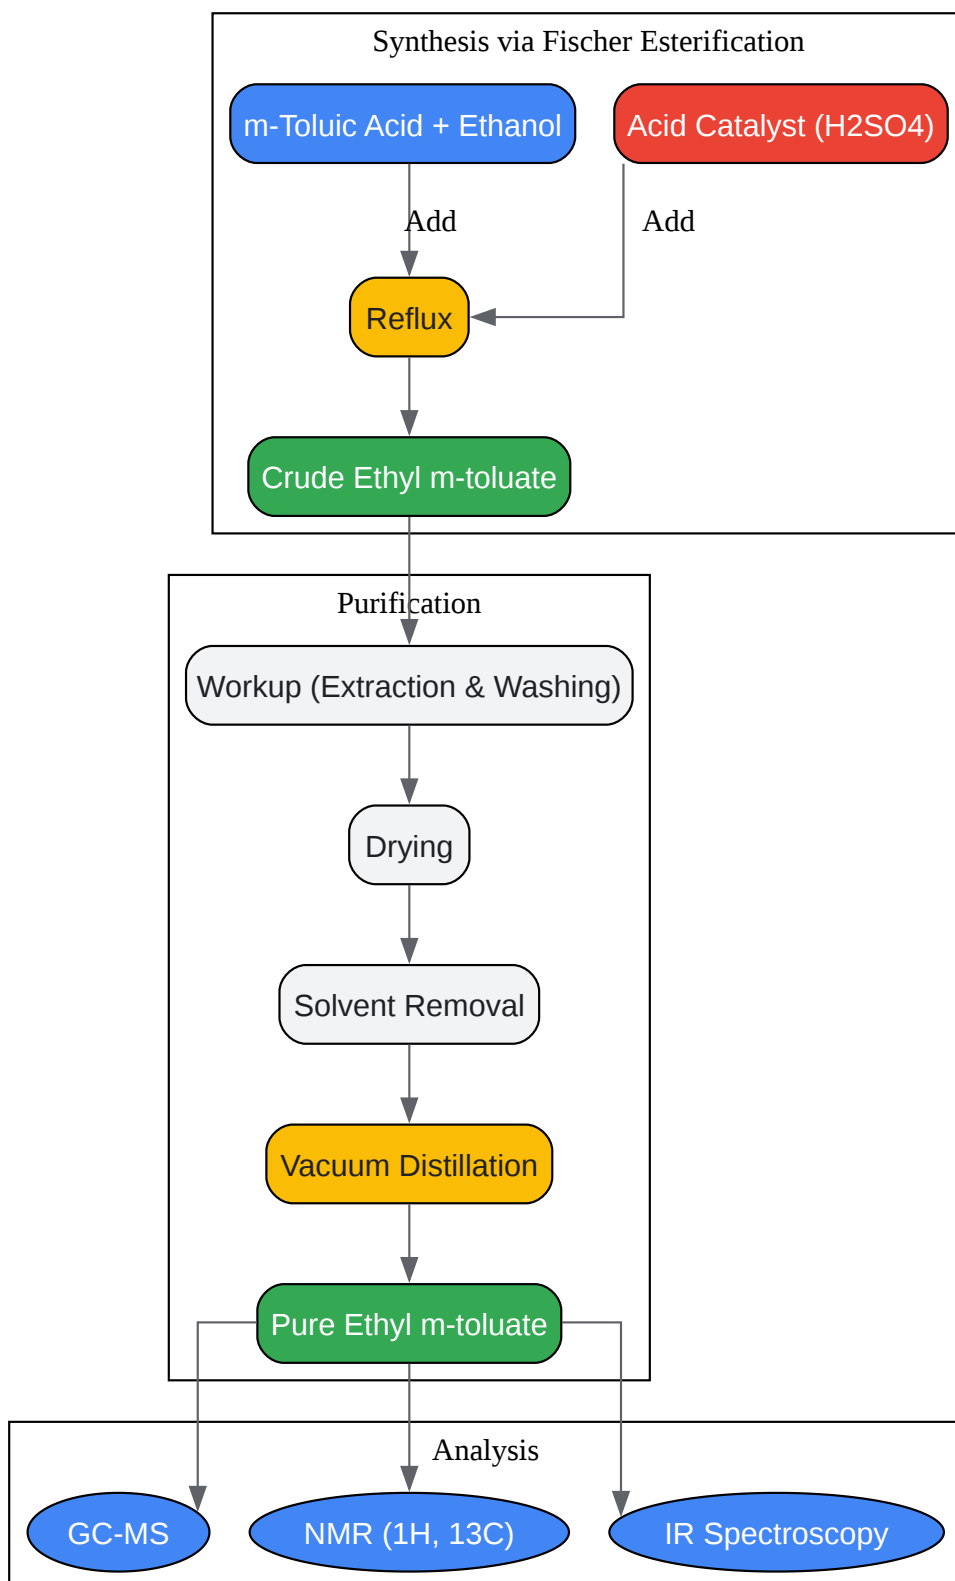 Synthesis via Fischer Esterification
m-Toluic Acid + Ethanol
Acid Catalyst (H2SO4)
Add
Add
Reflux
Crude Ethyl m-toluate
Purification
Workup (Extraction & Washing)
Drying
Solvent Removal
Vacuum Distillation
Pure Ethyl m-toluate
Analysis
GC-MS
NMR (1H, 13C)
IR Spectroscopy